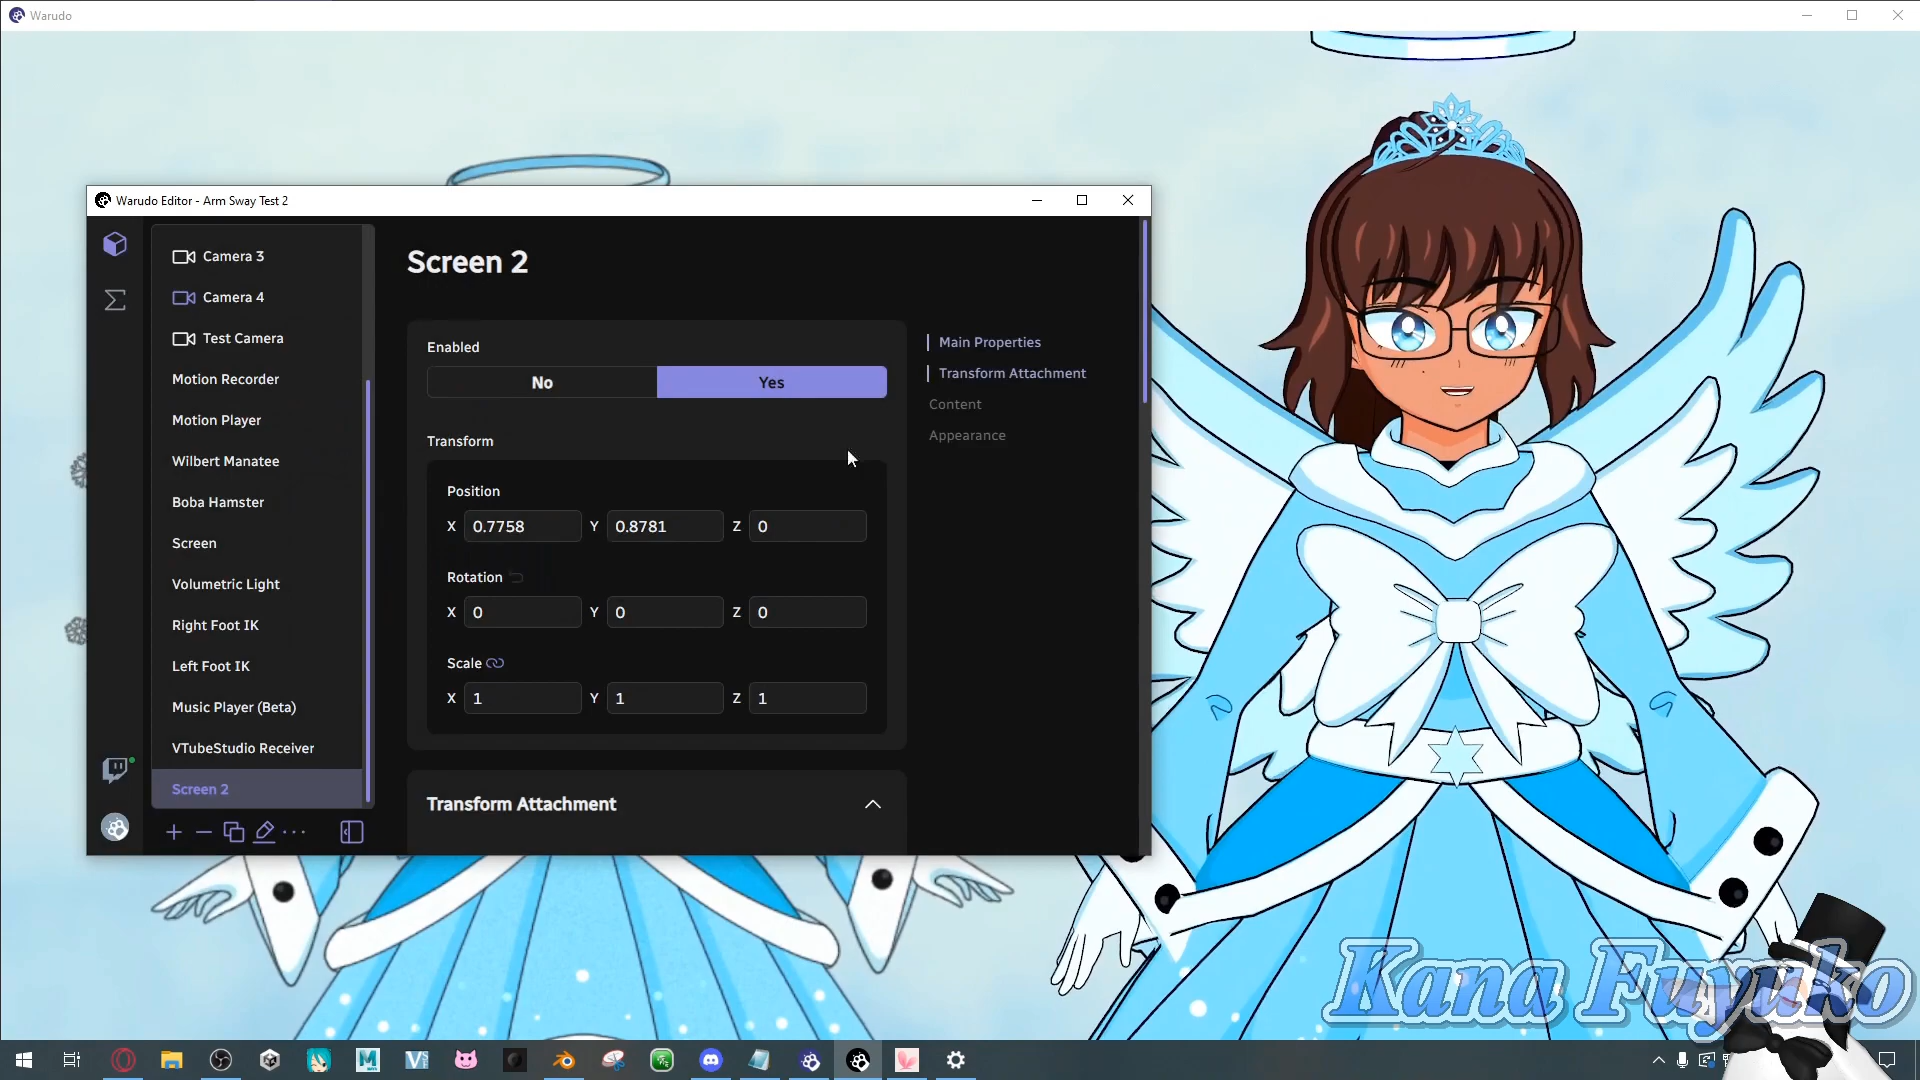 Warudo
Warudo Editor - Arm Sway Test 2
Camera 3
Camera 4
Test Camera
Motion Recorder
Motion Player
Wilbert Manatee
Boba Hamster
Screen
Volumetric Light
Right Foot IK
Left Foot IK
Music Player (Beta)
VTubeStudio Receiver
Screen 2
Screen 2
Enabled
No Yes
Transform
Position
X 0.7758 Y 0.8781 Z 0
Rotation
X 0 Y 0 Z 0
Scale
X 1 Y 1 Z 1
Transform Attachment
Main Properties
Transform Attachment
Content
Appearance
Kana Fuyuko